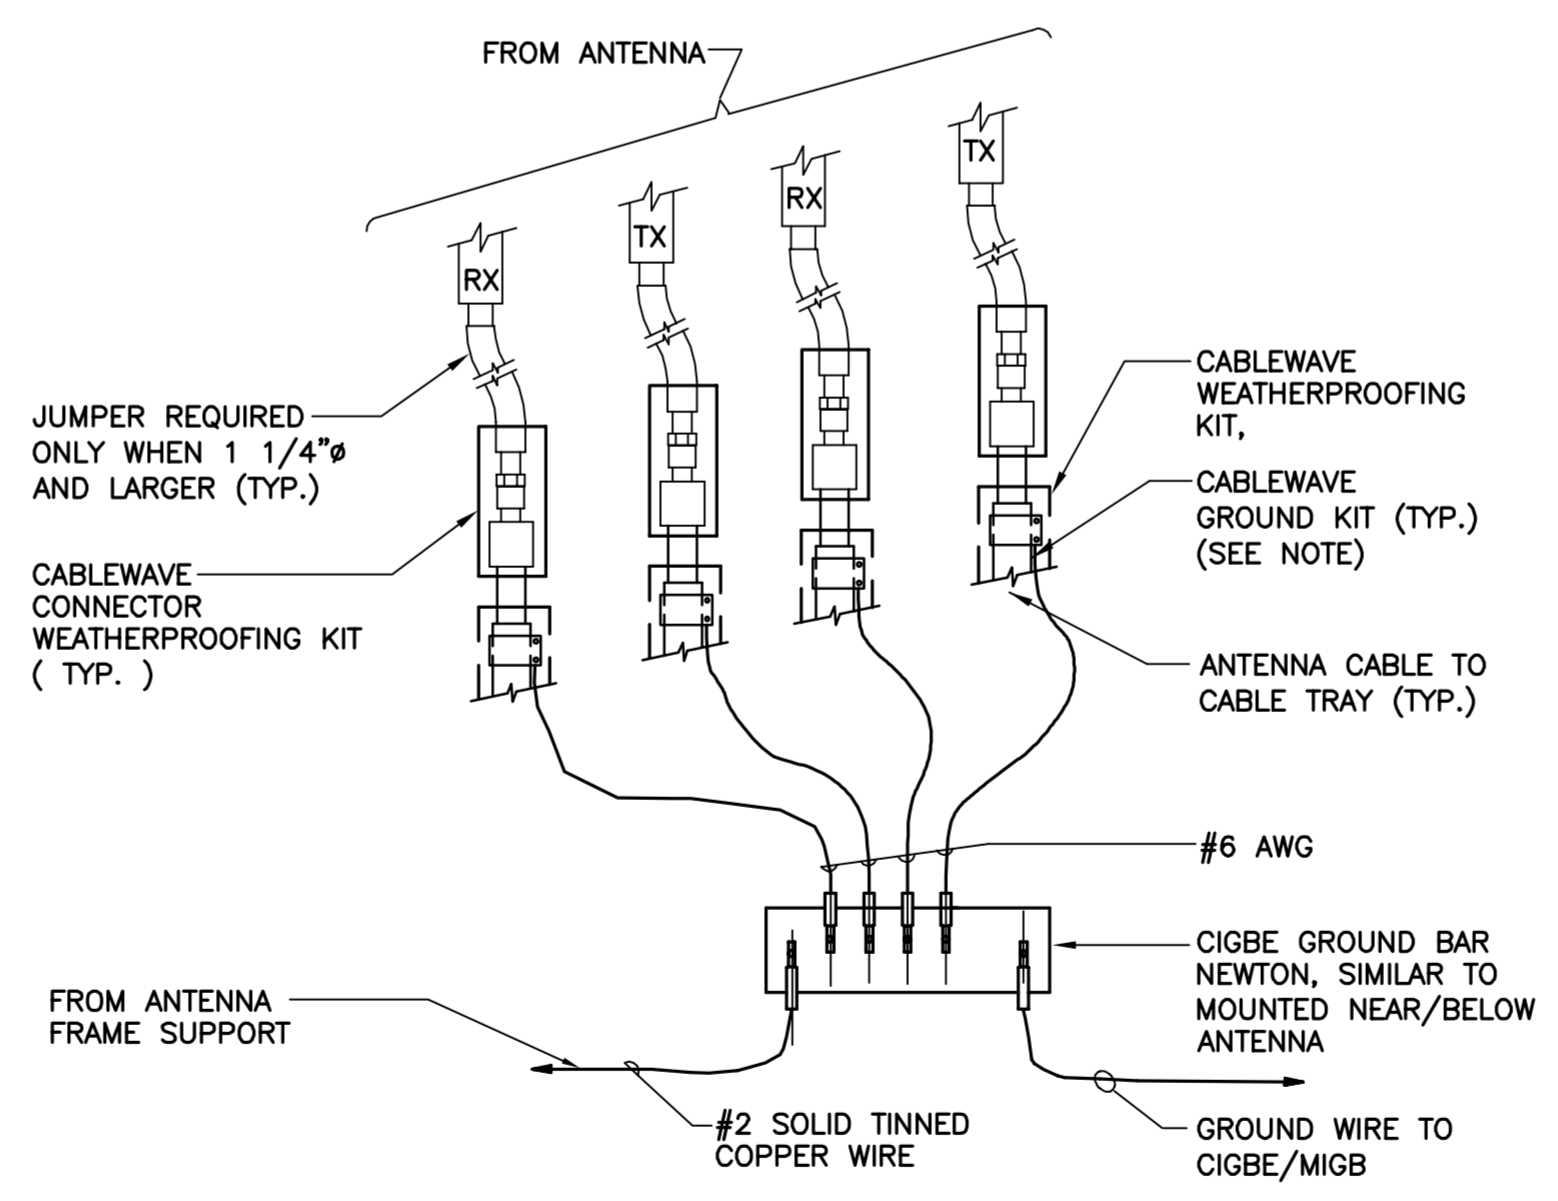 FROM ANTENNA
TX
RX
TX
RX
JUMPER REQUIRED
ONLY WHEN 1 1/4"ø
AND LARGER (TYP.)
CABLEWAVE
CONNECTOR
WEATHERPROOFING KIT
( TYP. )
CABLEWAVE
WEATHERPROOFING
KIT,
CABLEWAVE
GROUND KIT (TYP.)
(SEE NOTE)
ANTENNA CABLE TO
CABLE TRAY (TYP.)
#6 AWG
CIGBE GROUND BAR
NEWTON, SIMILAR TO
MOUNTED NEAR/BELOW
ANTENNA
FROM ANTENNA
FRAME SUPPORT
#2 SOLID TINNED
COPPER WIRE
GROUND WIRE TO
CIGBE/MIGB